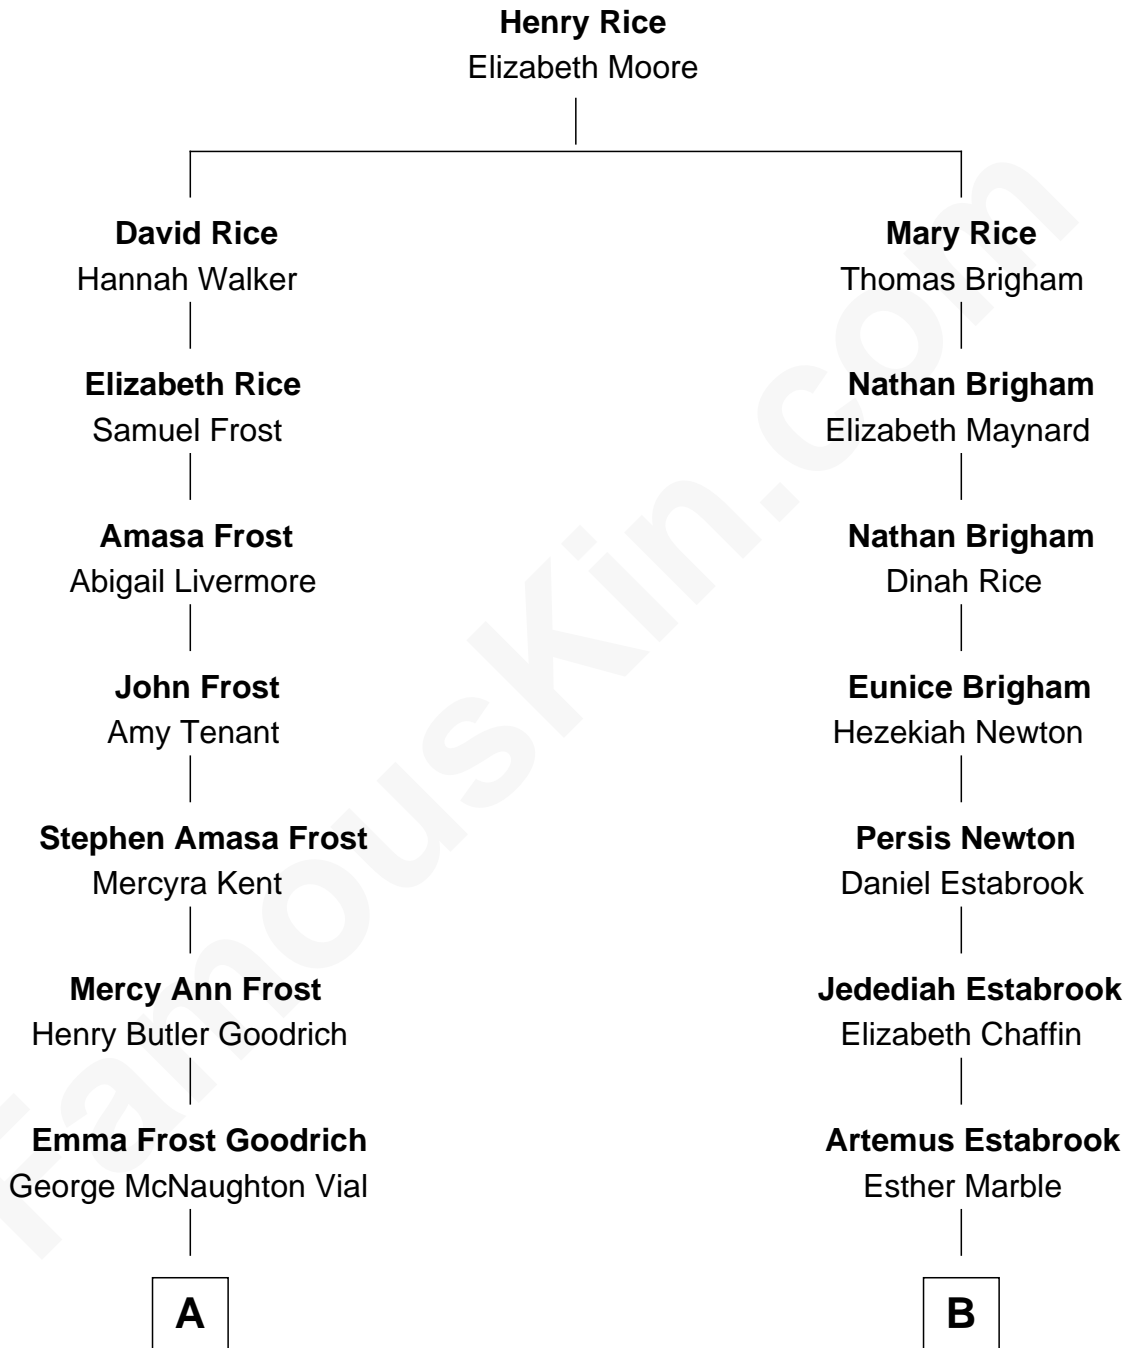 Henry Rice
Elizabeth Moore
David Rice
Hannah Walker
Mary Rice
Thomas Brigham
Elizabeth Rice
Samuel Frost
Nathan Brigham
Elizabeth Maynard
Amasa Frost
Abigail Livermore
Nathan Brigham
Dinah Rice
John Frost
Amy Tenant
Eunice Brigham
Hezekiah Newton
Stephen Amasa Frost
Mercyra Kent
Persis Newton
Daniel Estabrook
Mercy Ann Frost
Henry Butler Goodrich
Jedediah Estabrook
Elizabeth Chaffin
Emma Frost Goodrich
George McNaughton Vial
Artemus Estabrook
Esther Marble
A
B
FamousKin.com